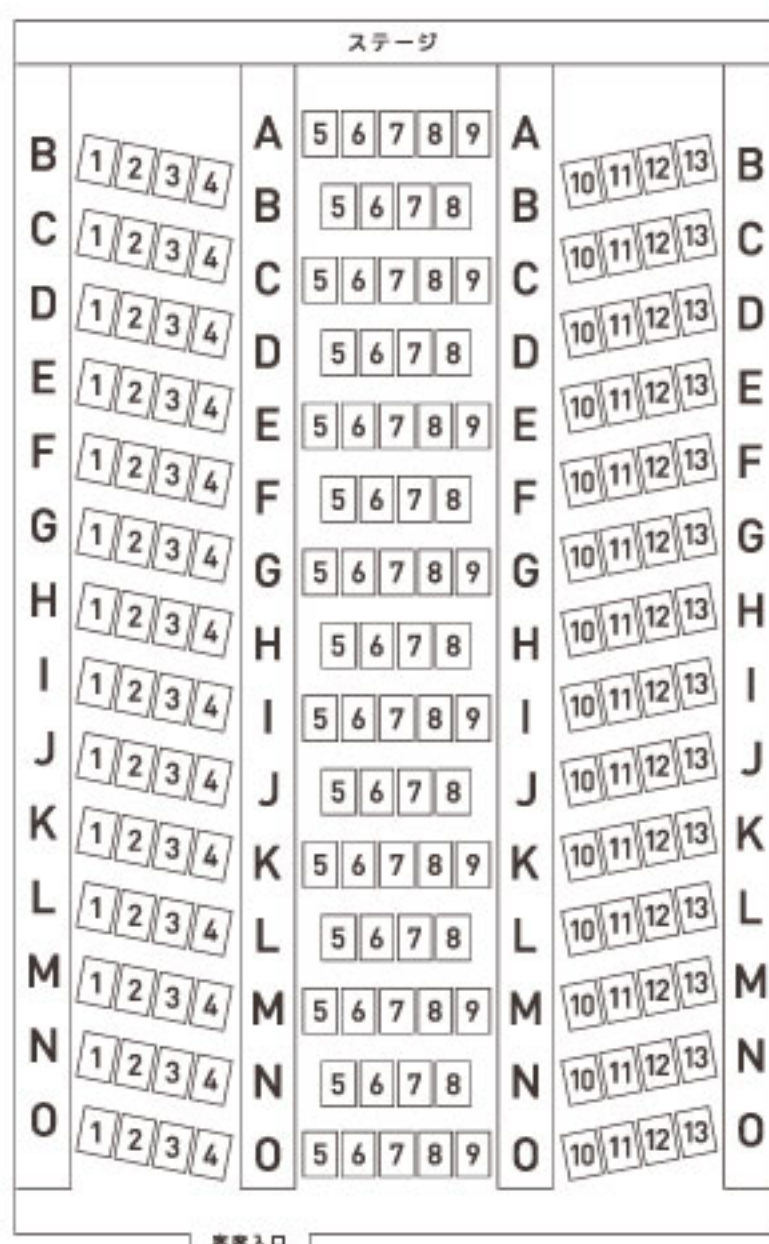 ステージ
A 5 6 7 8 9 A
B 1 2 3 4 B 5 6 7 8 B 10 11 12 13 B
C 1 2 3 4 C 5 6 7 8 9 C 10 11 12 13 C
D 1 2 3 4 D 5 6 7 8 D 10 11 12 13 D
E 1 2 3 4 E 5 6 7 8 9 E 10 11 12 13 E
F 1 2 3 4 F 5 6 7 8 F 10 11 12 13 F
G 1 2 3 4 G 5 6 7 8 9 G 10 11 12 13 G
H 1 2 3 4 H 5 6 7 8 H 10 11 12 13 H
I 1 2 3 4 I 5 6 7 8 9 I 10 11 12 13 I
J 1 2 3 4 J 5 6 7 8 J 10 11 12 13 J
K 1 2 3 4 K 5 6 7 8 9 K 10 11 12 13 K
L 1 2 3 4 L 5 6 7 8 L 10 11 12 13 L
M 1 2 3 4 M 5 6 7 8 9 M 10 11 12 13 M
N 1 2 3 4 N 5 6 7 8 N 10 11 12 13 N
O 1 2 3 4 O 5 6 7 8 9 O 10 11 12 13 O